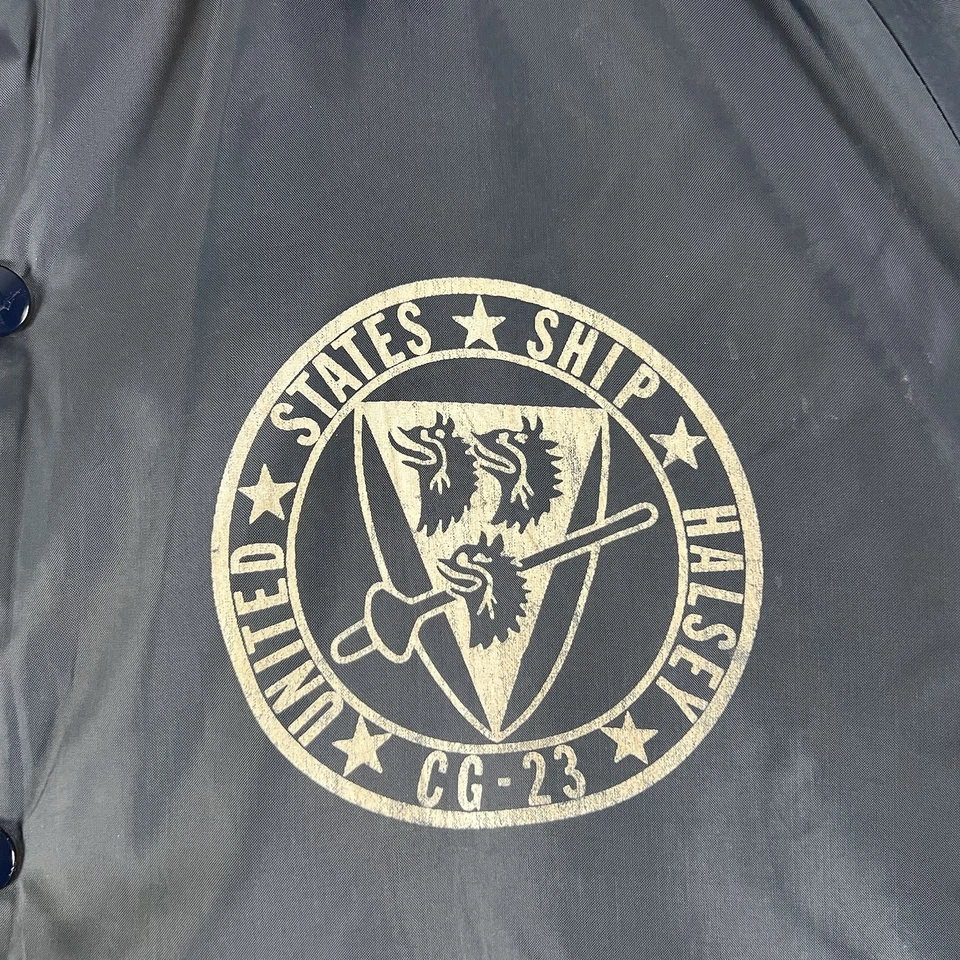 UNITED STATES ★ SHIP ★ HALSEY
CG-23